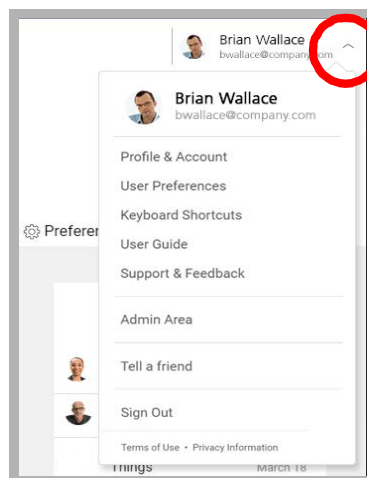 Brian Wallace
bwallace@company.com
Brian Wallace
bwallace@company.com
Profile & Account
User Preferences
Keyboard Shortcuts
User Guide
Preferen
Support & Feedback
Admin Area
Tell a friend
Sign Out
Terms of Use • Privacy Information
Things March 18